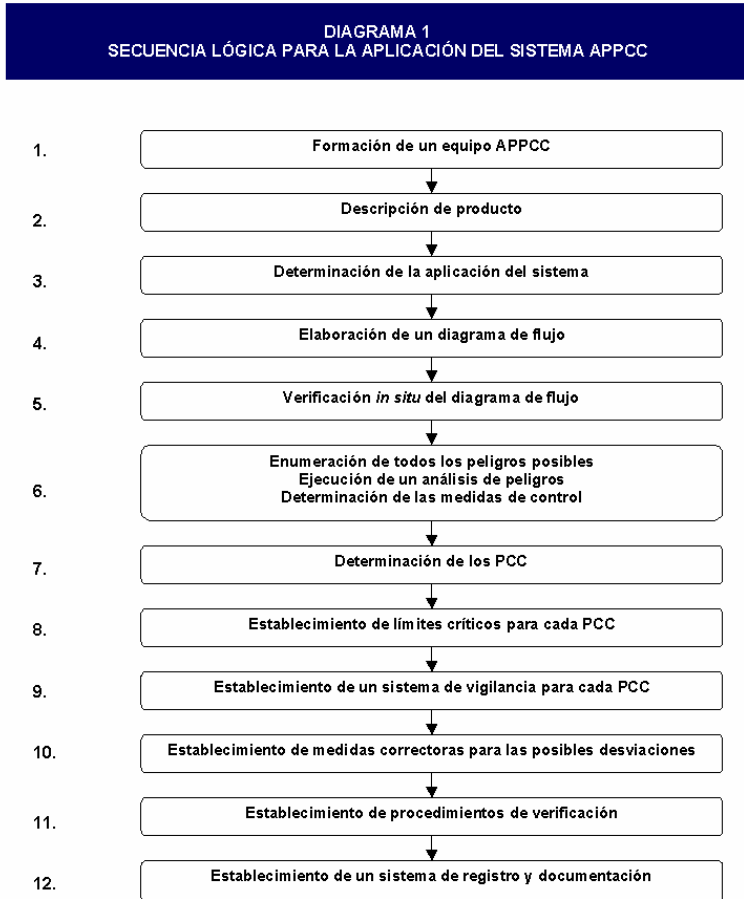 DIAGRAMA 1
SECUENCIA LÓGICA PARA LA APLICACIÓN DEL SISTEMA APPCC
1. Formación de un equipo APPCC
2. Descripción de producto
3. Determinación de la aplicación del sistema
4. Elaboración de un diagrama de flujo
5. Verificación in situ del diagrama de flujo
6. Enumeración de todos los peligros posibles
Ejecución de un análisis de peligros
Determinación de las medidas de control
7. Determinación de los PCC
8. Establecimiento de límites críticos para cada PCC
9. Establecimiento de un sistema de vigilancia para cada PCC
10. Establecimiento de medidas correctoras para las posibles desviaciones
11. Establecimiento de procedimientos de verificación
12. Establecimiento de un sistema de registro y documentación